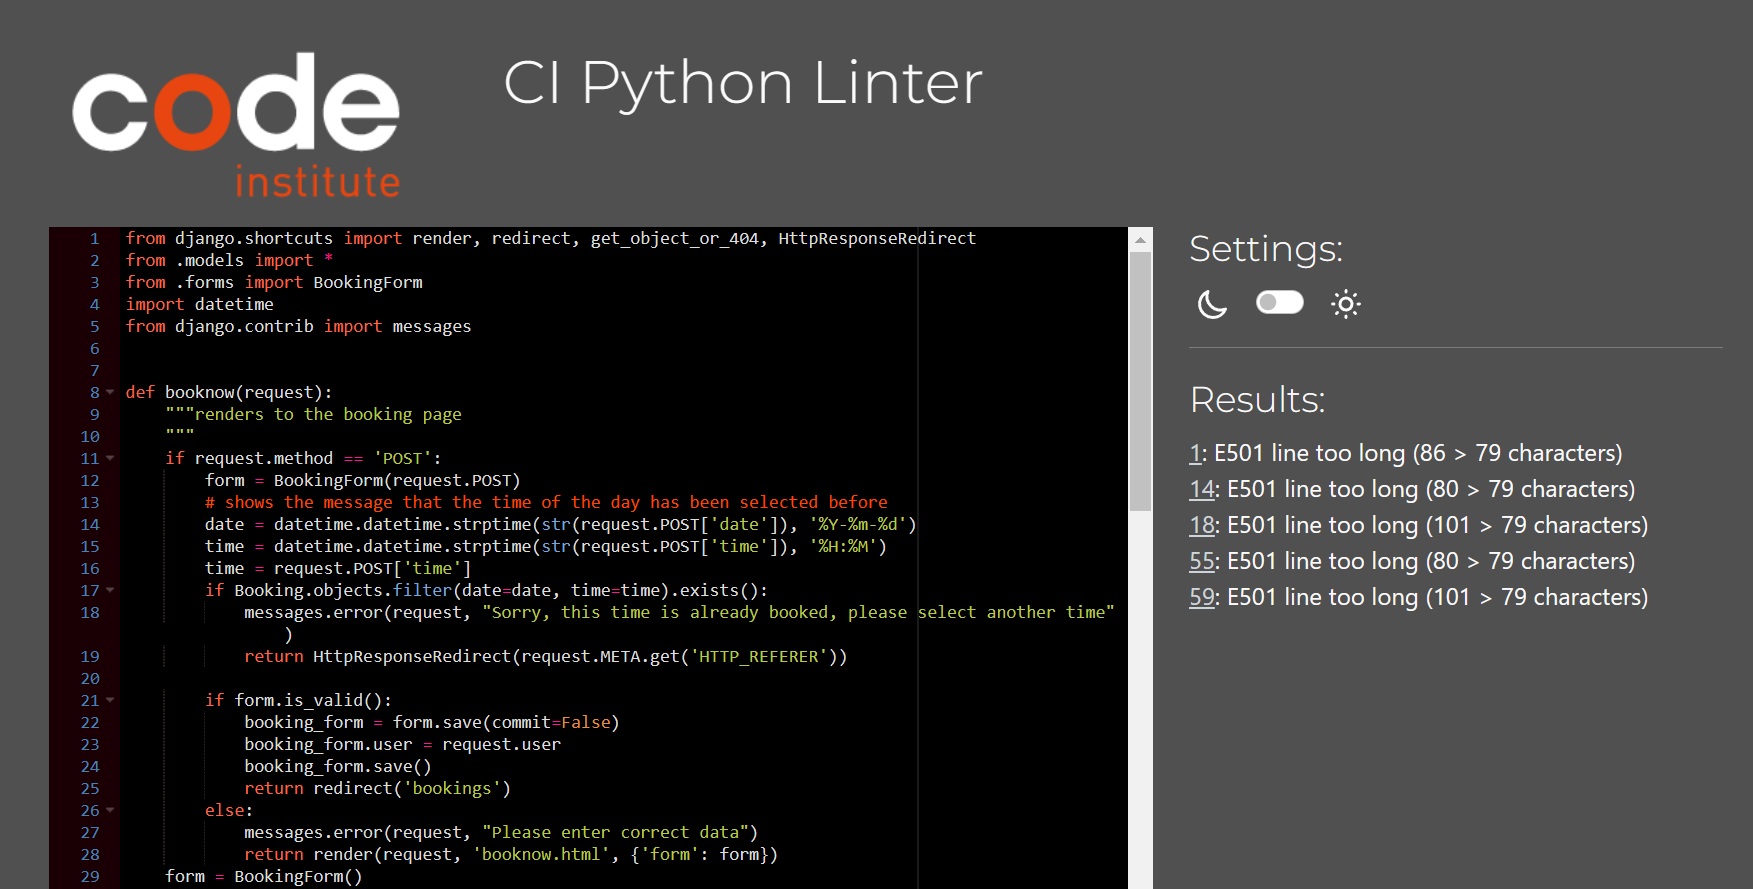 code
institute
CI Python Linter
1 from django.shortcuts import render, redirect, get_object_or_404, HttpResponseRedirect
2 from .models import *
3 from .forms import BookingForm
4 import datetime
5 from django.contrib import messages
6
7
8 def booknow(request):
9     """renders to the booking page
10     """
11     if request.method == 'POST':
12         form = BookingForm(request.POST)
13         # shows the message that the time of the day has been selected before
14         date = datetime.datetime.strptime(str(request.POST['date']), '%Y-%m-%d')
15         time = datetime.datetime.strptime(str(request.POST['time']), '%H:%M')
16         time = request.POST['time']
17         if Booking.objects.filter(date=date, time=time).exists():
18             messages.error(request, "Sorry, this time is already booked, please select another time"
)
19             return HttpResponseRedirect(request.META.get('HTTP_REFERER'))
20
21         if form.is_valid():
22             booking_form = form.save(commit=False)
23             booking_form.user = request.user
24             booking_form.save()
25             return redirect('bookings')
26         else:
27             messages.error(request, "Please enter correct data")
28             return render(request, 'booknow.html', {'form': form})
29     form = BookingForm()
Settings:
Results:
1: E501 line too long (86 > 79 characters)
14: E501 line too long (80 > 79 characters)
18: E501 line too long (101 > 79 characters)
55: E501 line too long (80 > 79 characters)
59: E501 line too long (101 > 79 characters)